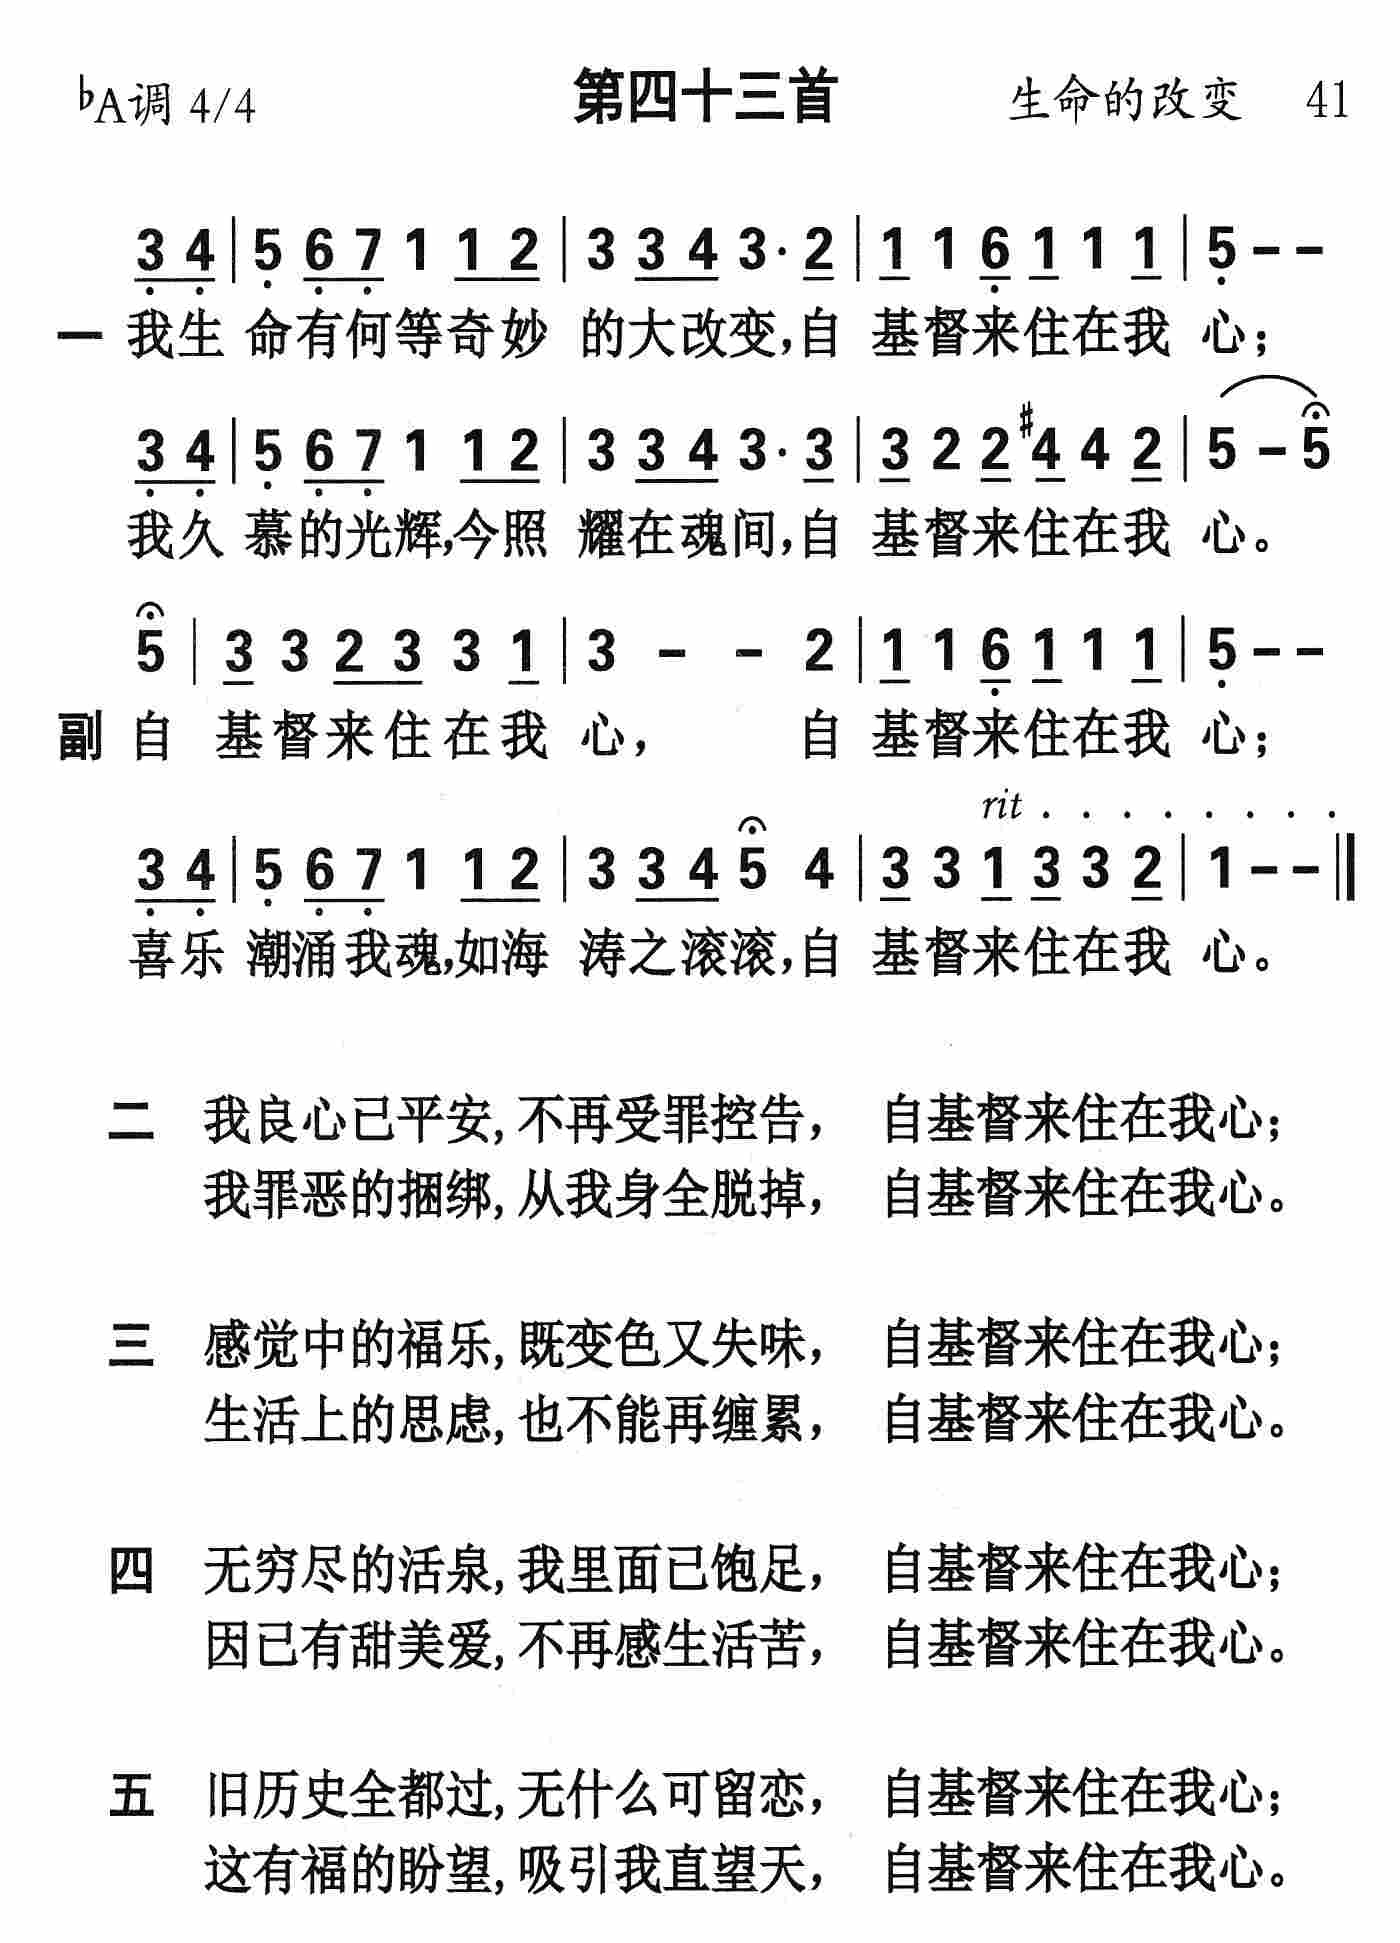 ♭A调 4/4 第四十三首 生命的改变 41
3 4 | 5 6 7 1 1 2 | 3 3 4 3· 2 | 1 1 6 1 1 1 | 5 – –
一 我生 命有何等奇妙 的大改变，自 基督来住在我 心；
3 4 | 5 6 7 1 1 2 | 3 3 4 3· 3 | 3 2 2 #4 4 2 | 5 – 5
我久 慕的光辉，今照 耀在魂间，自 基督来住在我 心。
5 | 3 3 2 3 3 1 | 3 – – 2 | 1 1 6 1 1 1 | 5 – –
副 自 基督来住在我 心， 自 基督来住在我 心；
rit . . . . . . . .
3 4 | 5 6 7 1 1 2 | 3 3 4 5 4 | 3 3 1 3 3 2 | 1 – – ‖
喜乐 潮涌我魂，如海 涛之滚滚，自 基督来住在我 心。
二 我良心已平安，不再受罪控告， 自基督来住在我心；
我罪恶的捆绑，从我身全脱掉， 自基督来住在我心。
三 感觉中的福乐，既变色又失味， 自基督来住在我心；
生活上的思虑，也不能再缠累， 自基督来住在我心。
四 无穷尽的活泉，我里面已饱足， 自基督来住在我心；
因已有甜美爱，不再感生活苦， 自基督来住在我心。
五 旧历史全都过，无什么可留恋， 自基督来住在我心；
这有福的盼望，吸引我直望天， 自基督来住在我心。